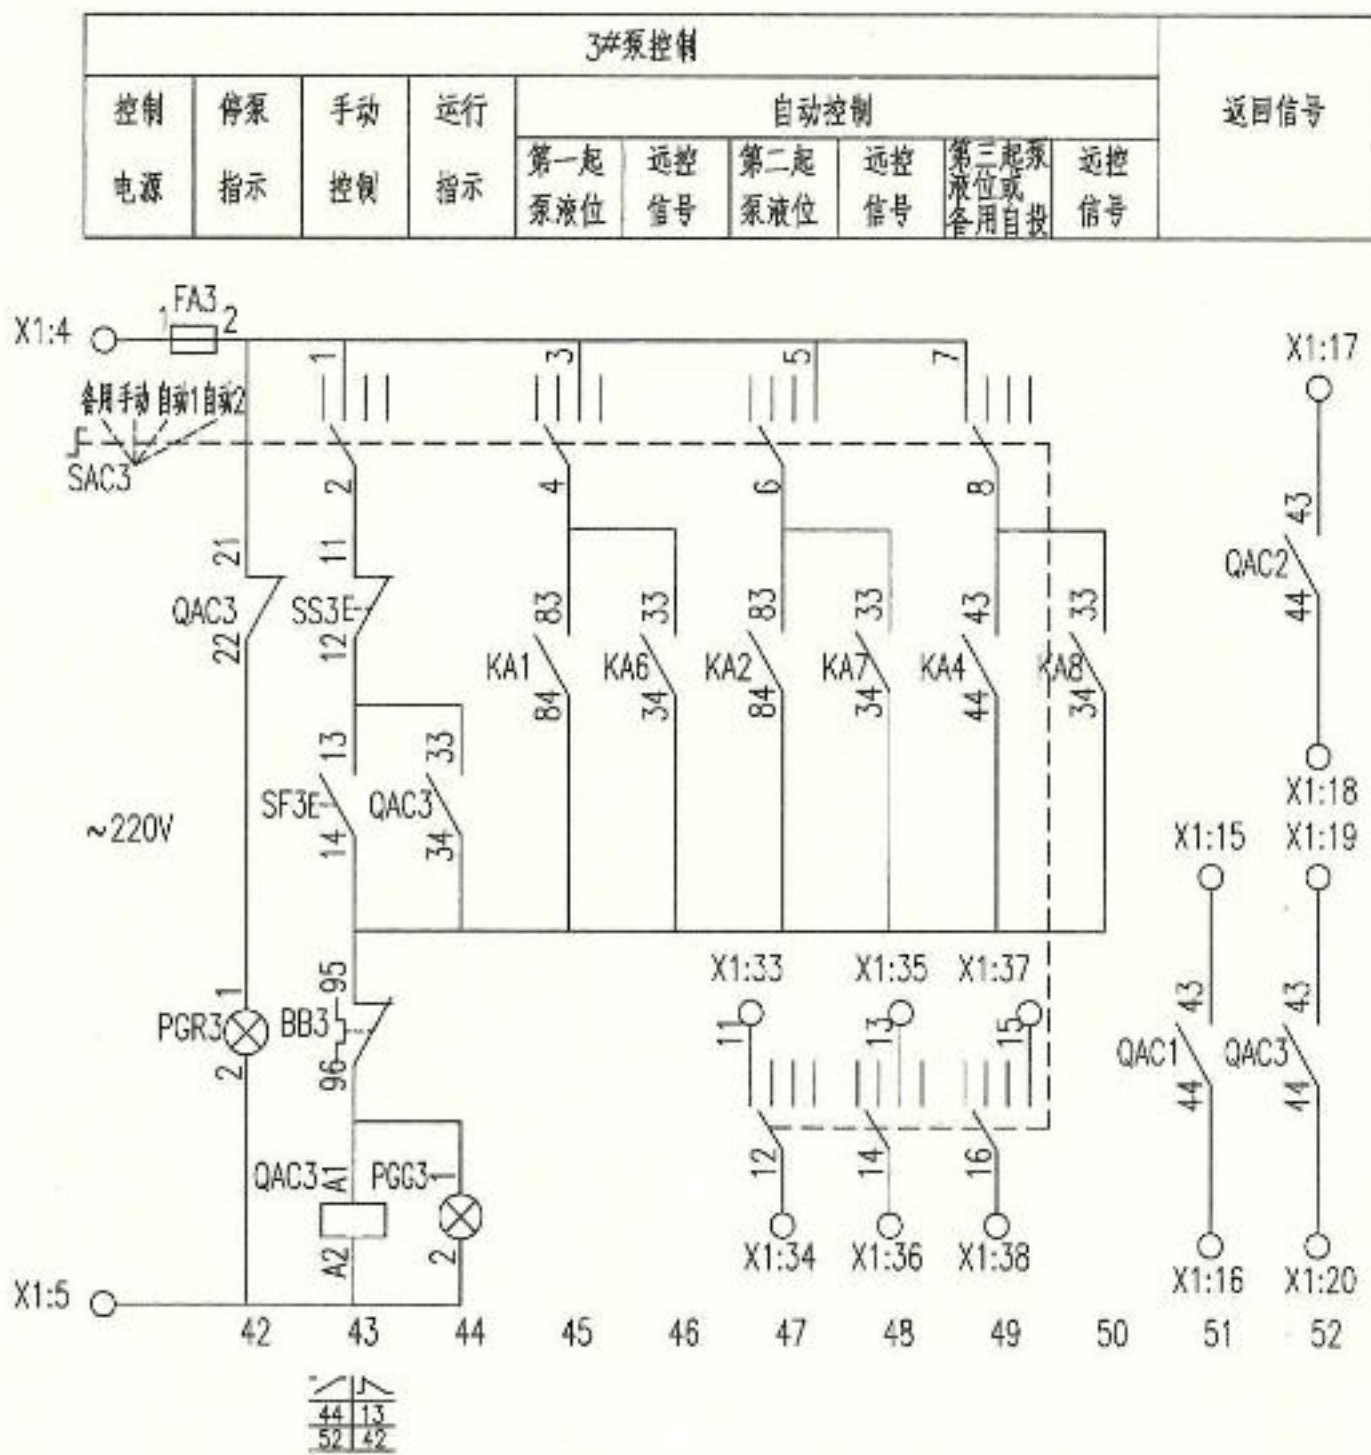 3#泵控制
返回信号
控制
电源
停泵
指示
手动
控制
运行
指示
自动控制
第一起
泵液位
远控
信号
第二起
泵液位
远控
信号
第三起泵
液位或
备用自投
远控
信号
X1:4
1
FA3
2
1
3
5
7
X1:17
备用 手动 自动1 自动2
SAC3
2
4
6
8
43
QAC2
44
X1:18
21
QAC3
22
11
SS3E
12
83
KA1
84
33
KA6
34
83
KA2
84
33
KA7
34
43
KA4
44
33
KA8
34
13
SF3E
14
33
QAC3
34
~220V
X1:15
X1:19
X1:33
X1:35
X1:37
11
13
15
1
PGR3
2
95
BB3
96
43
QAC1
44
43
QAC3
44
12
14
16
QAC3
A1
A2
PGG3
1
2
X1:34
X1:36
X1:38
X1:16
X1:20
X1:5
42
43
44
45
46
47
48
49
50
51
52
44 13
52 42